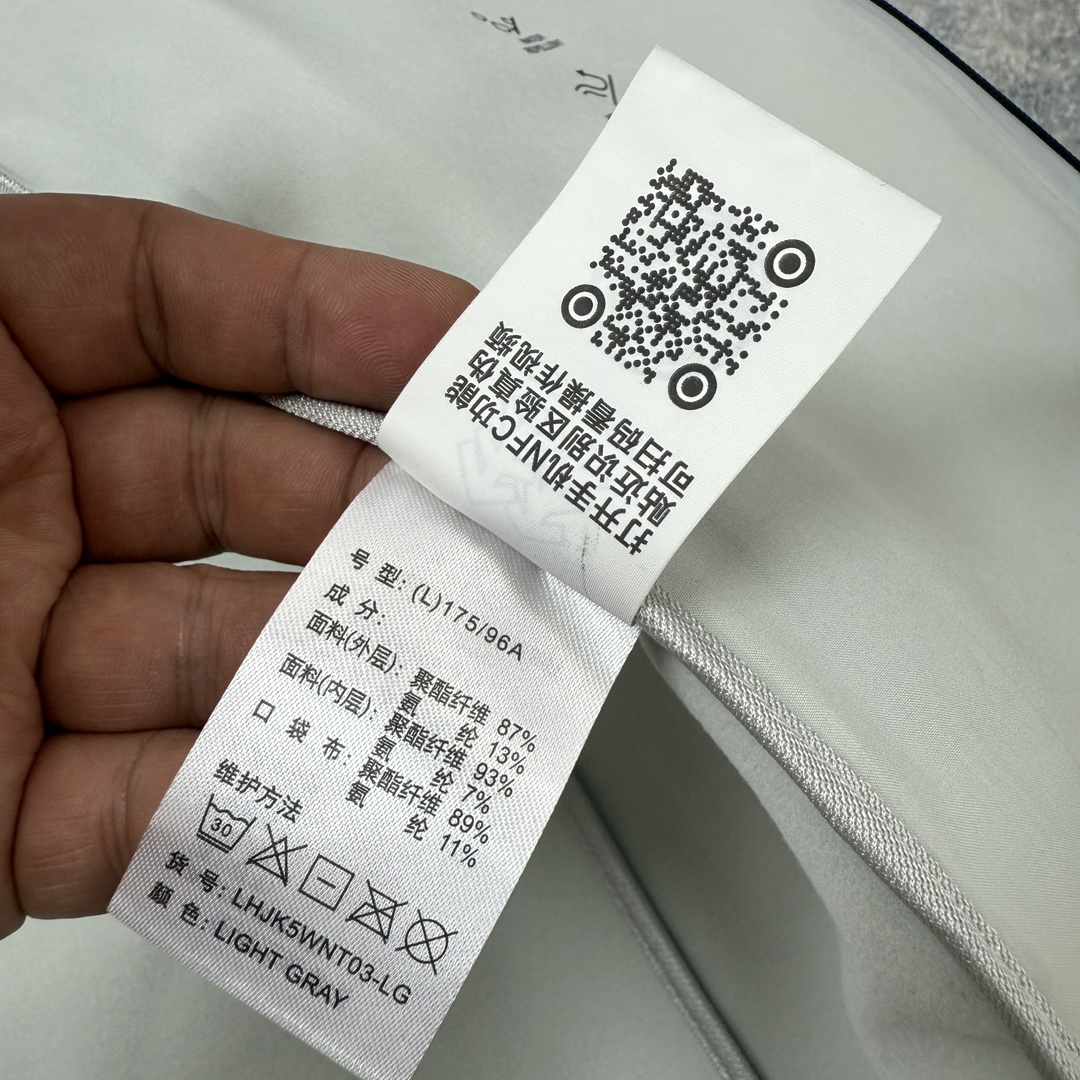 打开手机NFC功能
贴近识别区验真伪
可扫码看操作视频
号 型: (L)175/96A
成 分:
面料(外层): 聚酯纤维 87%
氨 纶 13%
面料(内层): 聚酯纤维 93%
氨 纶 7%
口 袋 布: 聚酯纤维 89%
氨 纶 11%
维护方法
30
货 号: LHJK5WNT03-LG
颜 色: LIGHT GRAY